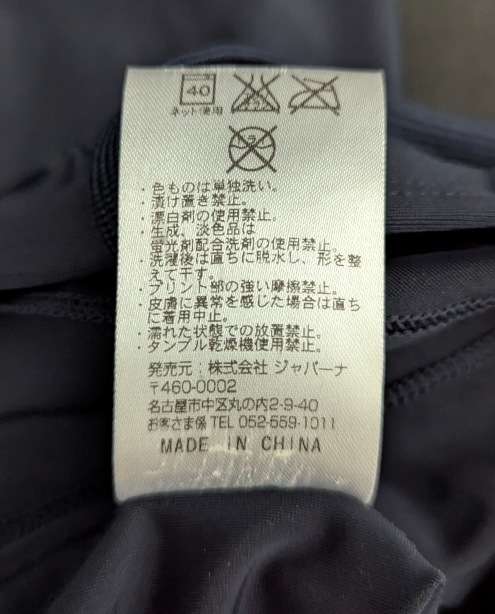 40
ネット使用
・色ものは単独洗い。
・漬け置き禁止。
・漂白剤の使用禁止。
・生成、淡色品は
蛍光剤配合洗剤の使用禁止。
・洗濯後は直ちに脱水し、形を整
えて干す。
・プリント部の強い摩擦禁止。
・皮膚に異常を感じた場合は直ち
に着用中止。
・濡れた状態での放置禁止。
・タンブル乾燥機使用禁止。
発売元：株式会社 ジャパーナ
〒460-0002
名古屋市中区丸の内2-9-40
お客さま係 TEL 052-559-1011
MADE IN CHINA